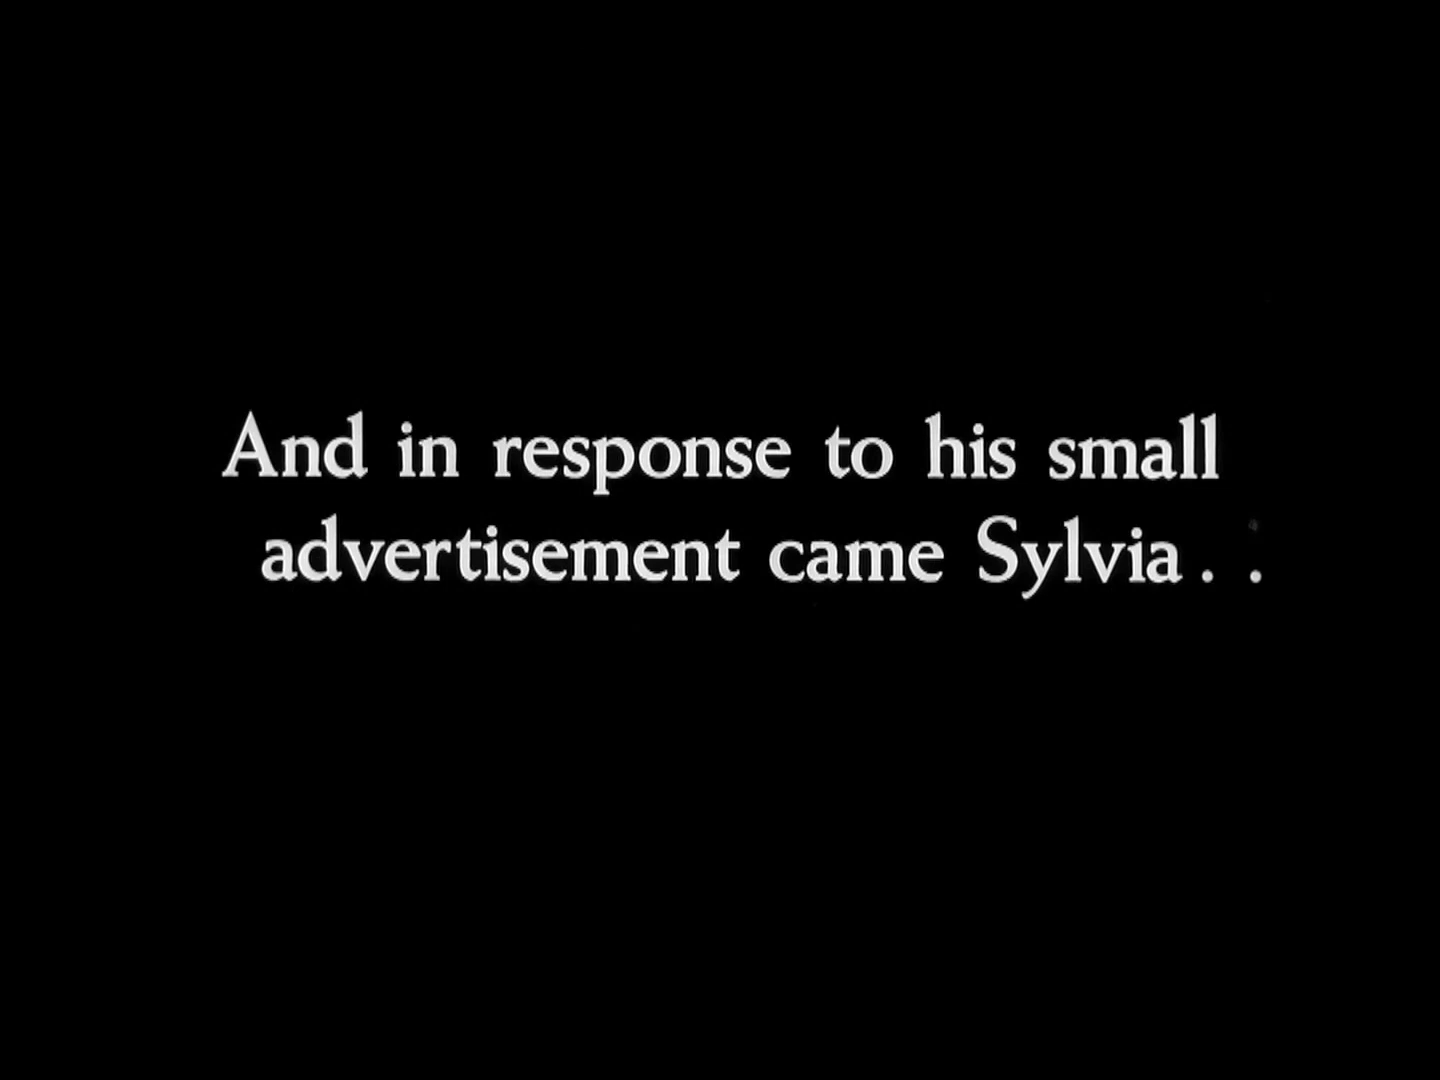 And in response to his small
advertisement came Sylvia . .